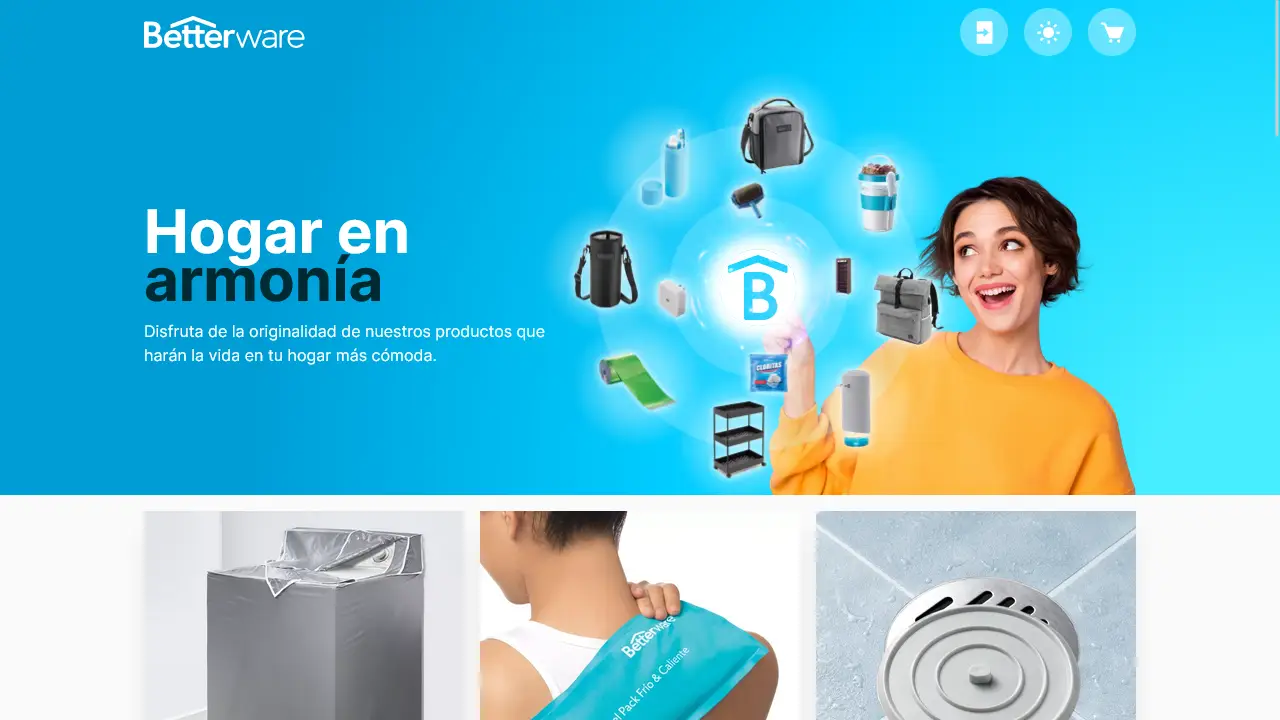 Betterware
Hogar en
armonía
Disfruta de la originalidad de nuestros productos que
harán la vida en tu hogar más cómoda.
B
CLORITAS
Betterware
el Pack Frío & Caliente